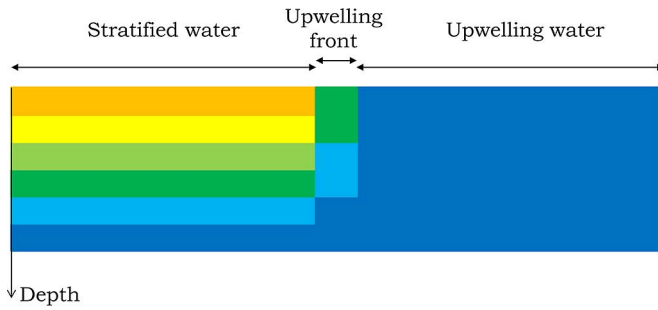 Stratified water
Upwelling
front
Upwelling water
Depth